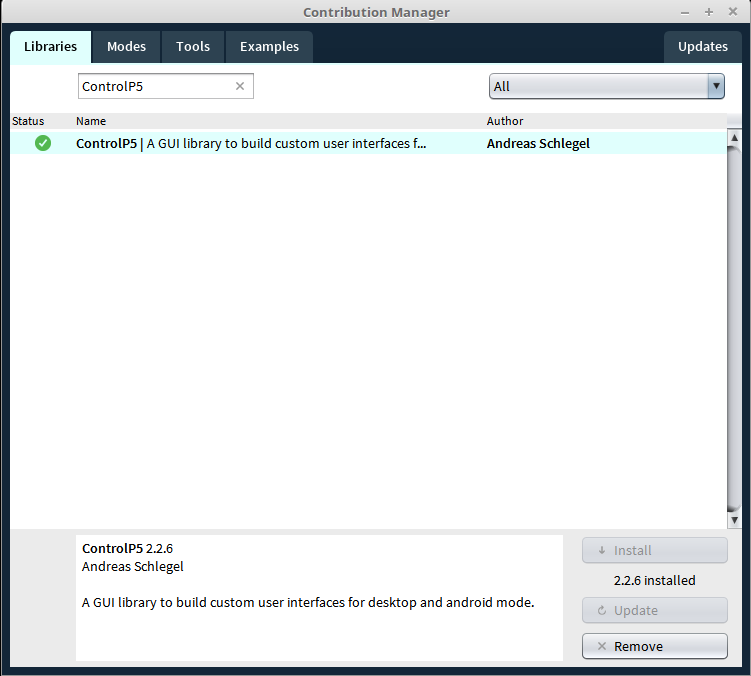 Contribution Manager
Libraries Modes Tools Examples Updates
ControlP5 All
Status Name Author
ControlP5 | A GUI library to build custom user interfaces f... Andreas Schlegel
ControlP5 2.2.6
Andreas Schlegel
A GUI library to build custom user interfaces for desktop and android mode.
Install
2.2.6 installed
Update
Remove